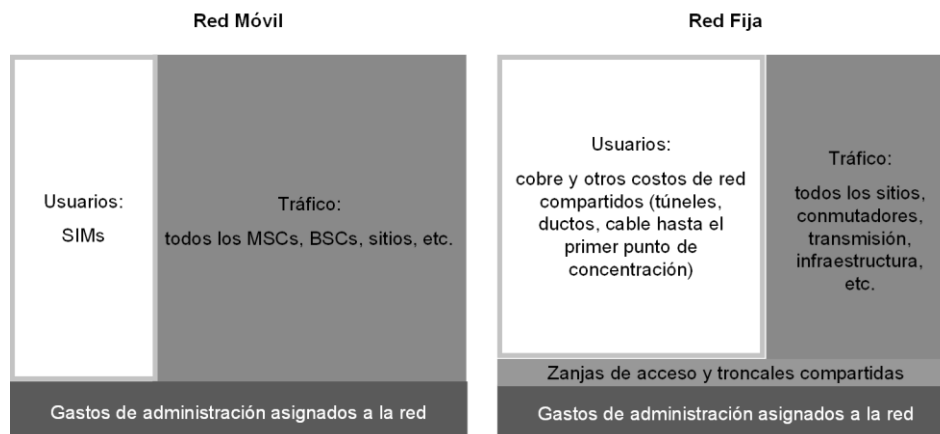 Red Móvil
Usuarios:
SIMs
Tráfico:
todos los MSCs, BSCs, sitios, etc.
Gastos de administración asignados a la red
Red Fija
Usuarios:
cobre y otros costos de red
compartidos (túneles,
ductos, cable hasta el
primer punto de
concentración)
Tráfico:
todos los sitios,
conmutadores,
transmisión,
infraestructura,
etc.
Zanjas de acceso y troncales compartidas
Gastos de administración asignados a la red